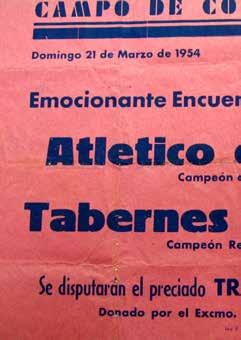 CAMPO DE CO
Domingo 21 de Marzo de 1954
Emocionante Encuen
Atletico
Campeón
Tabernes
Campeón Re
Se disputarán el preciado TR
Donado por el Excmo.